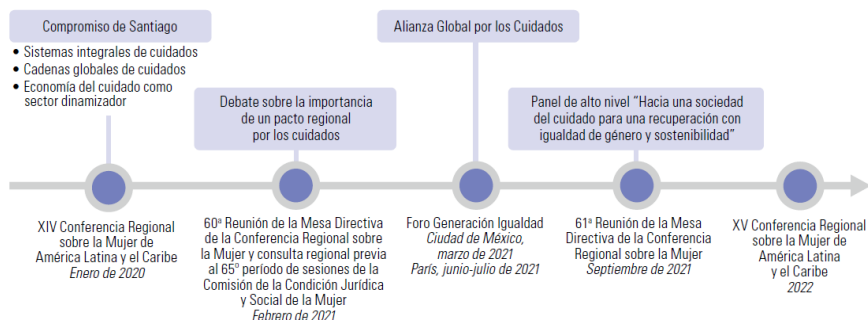 Compromiso de Santiago
• Sistemas integrales de cuidados
• Cadenas globales de cuidados
• Economía del cuidado como
sector dinamizador
Debate sobre la importancia
de un pacto regional
por los cuidados
Alianza Global por los Cuidados
Panel de alto nivel “Hacia una sociedad
del cuidado para una recuperación con
igualdad de género y sostenibilidad”
XIV Conferencia Regional
sobre la Mujer de
América Latina y el Caribe
Enero de 2020
60ª Reunión de la Mesa Directiva
de la Conferencia Regional sobre
la Mujer y consulta regional previa
al 65º período de sesiones de la
Comisión de la Condición Jurídica
y Social de la Mujer
Febrero de 2021
Foro Generación Igualdad
Ciudad de México,
marzo de 2021
París, junio-julio de 2021
61ª Reunión de la Mesa
Directiva de la Conferencia
Regional sobre la Mujer
Septiembre de 2021
XV Conferencia Regional
sobre la Mujer de
América Latina
y el Caribe
2022